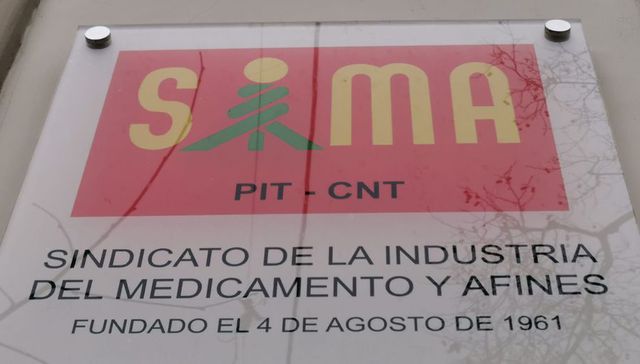 SIMA
PIT - CNT
SINDICATO DE LA INDUSTRIA
DEL MEDICAMENTO Y AFINES
FUNDADO EL 4 DE AGOSTO DE 1961